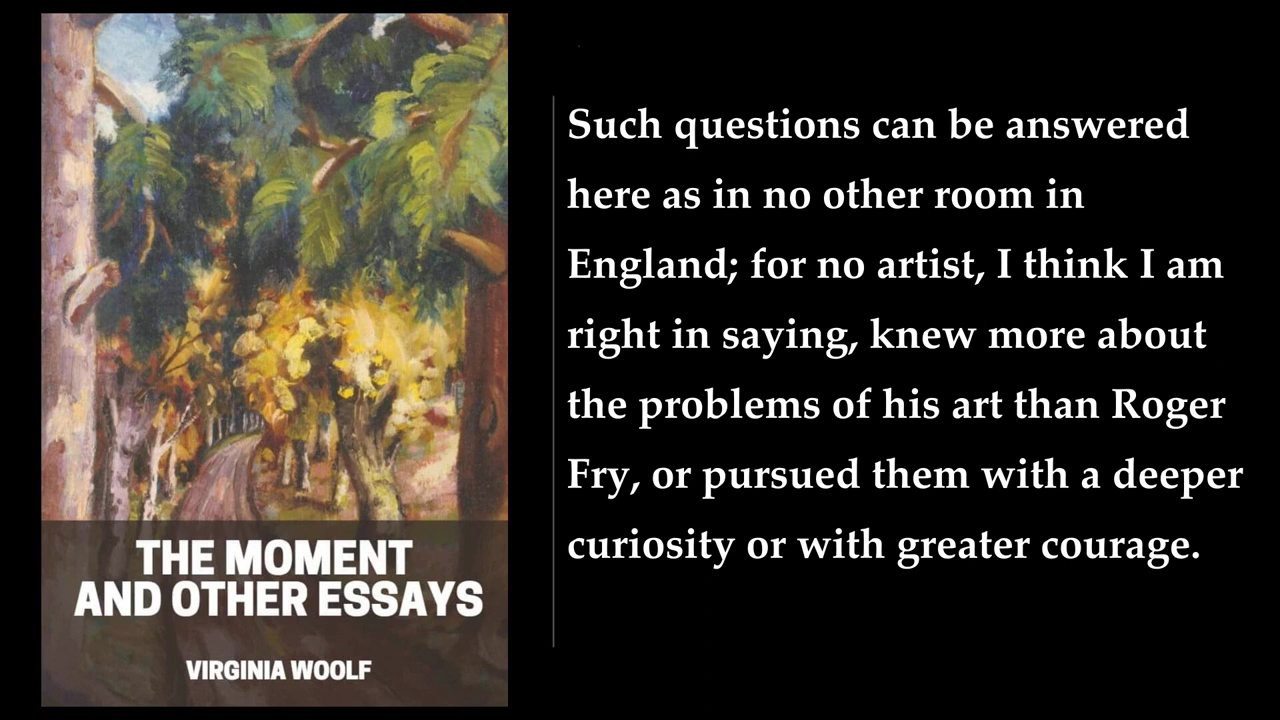 THE MOMENT
AND OTHER ESSAYS
VIRGINIA WOOLF
Such questions can be answered
here as in no other room in
England; for no artist, I think I am
right in saying, knew more about
the problems of his art than Roger
Fry, or pursued them with a deeper
curiosity or with greater courage.